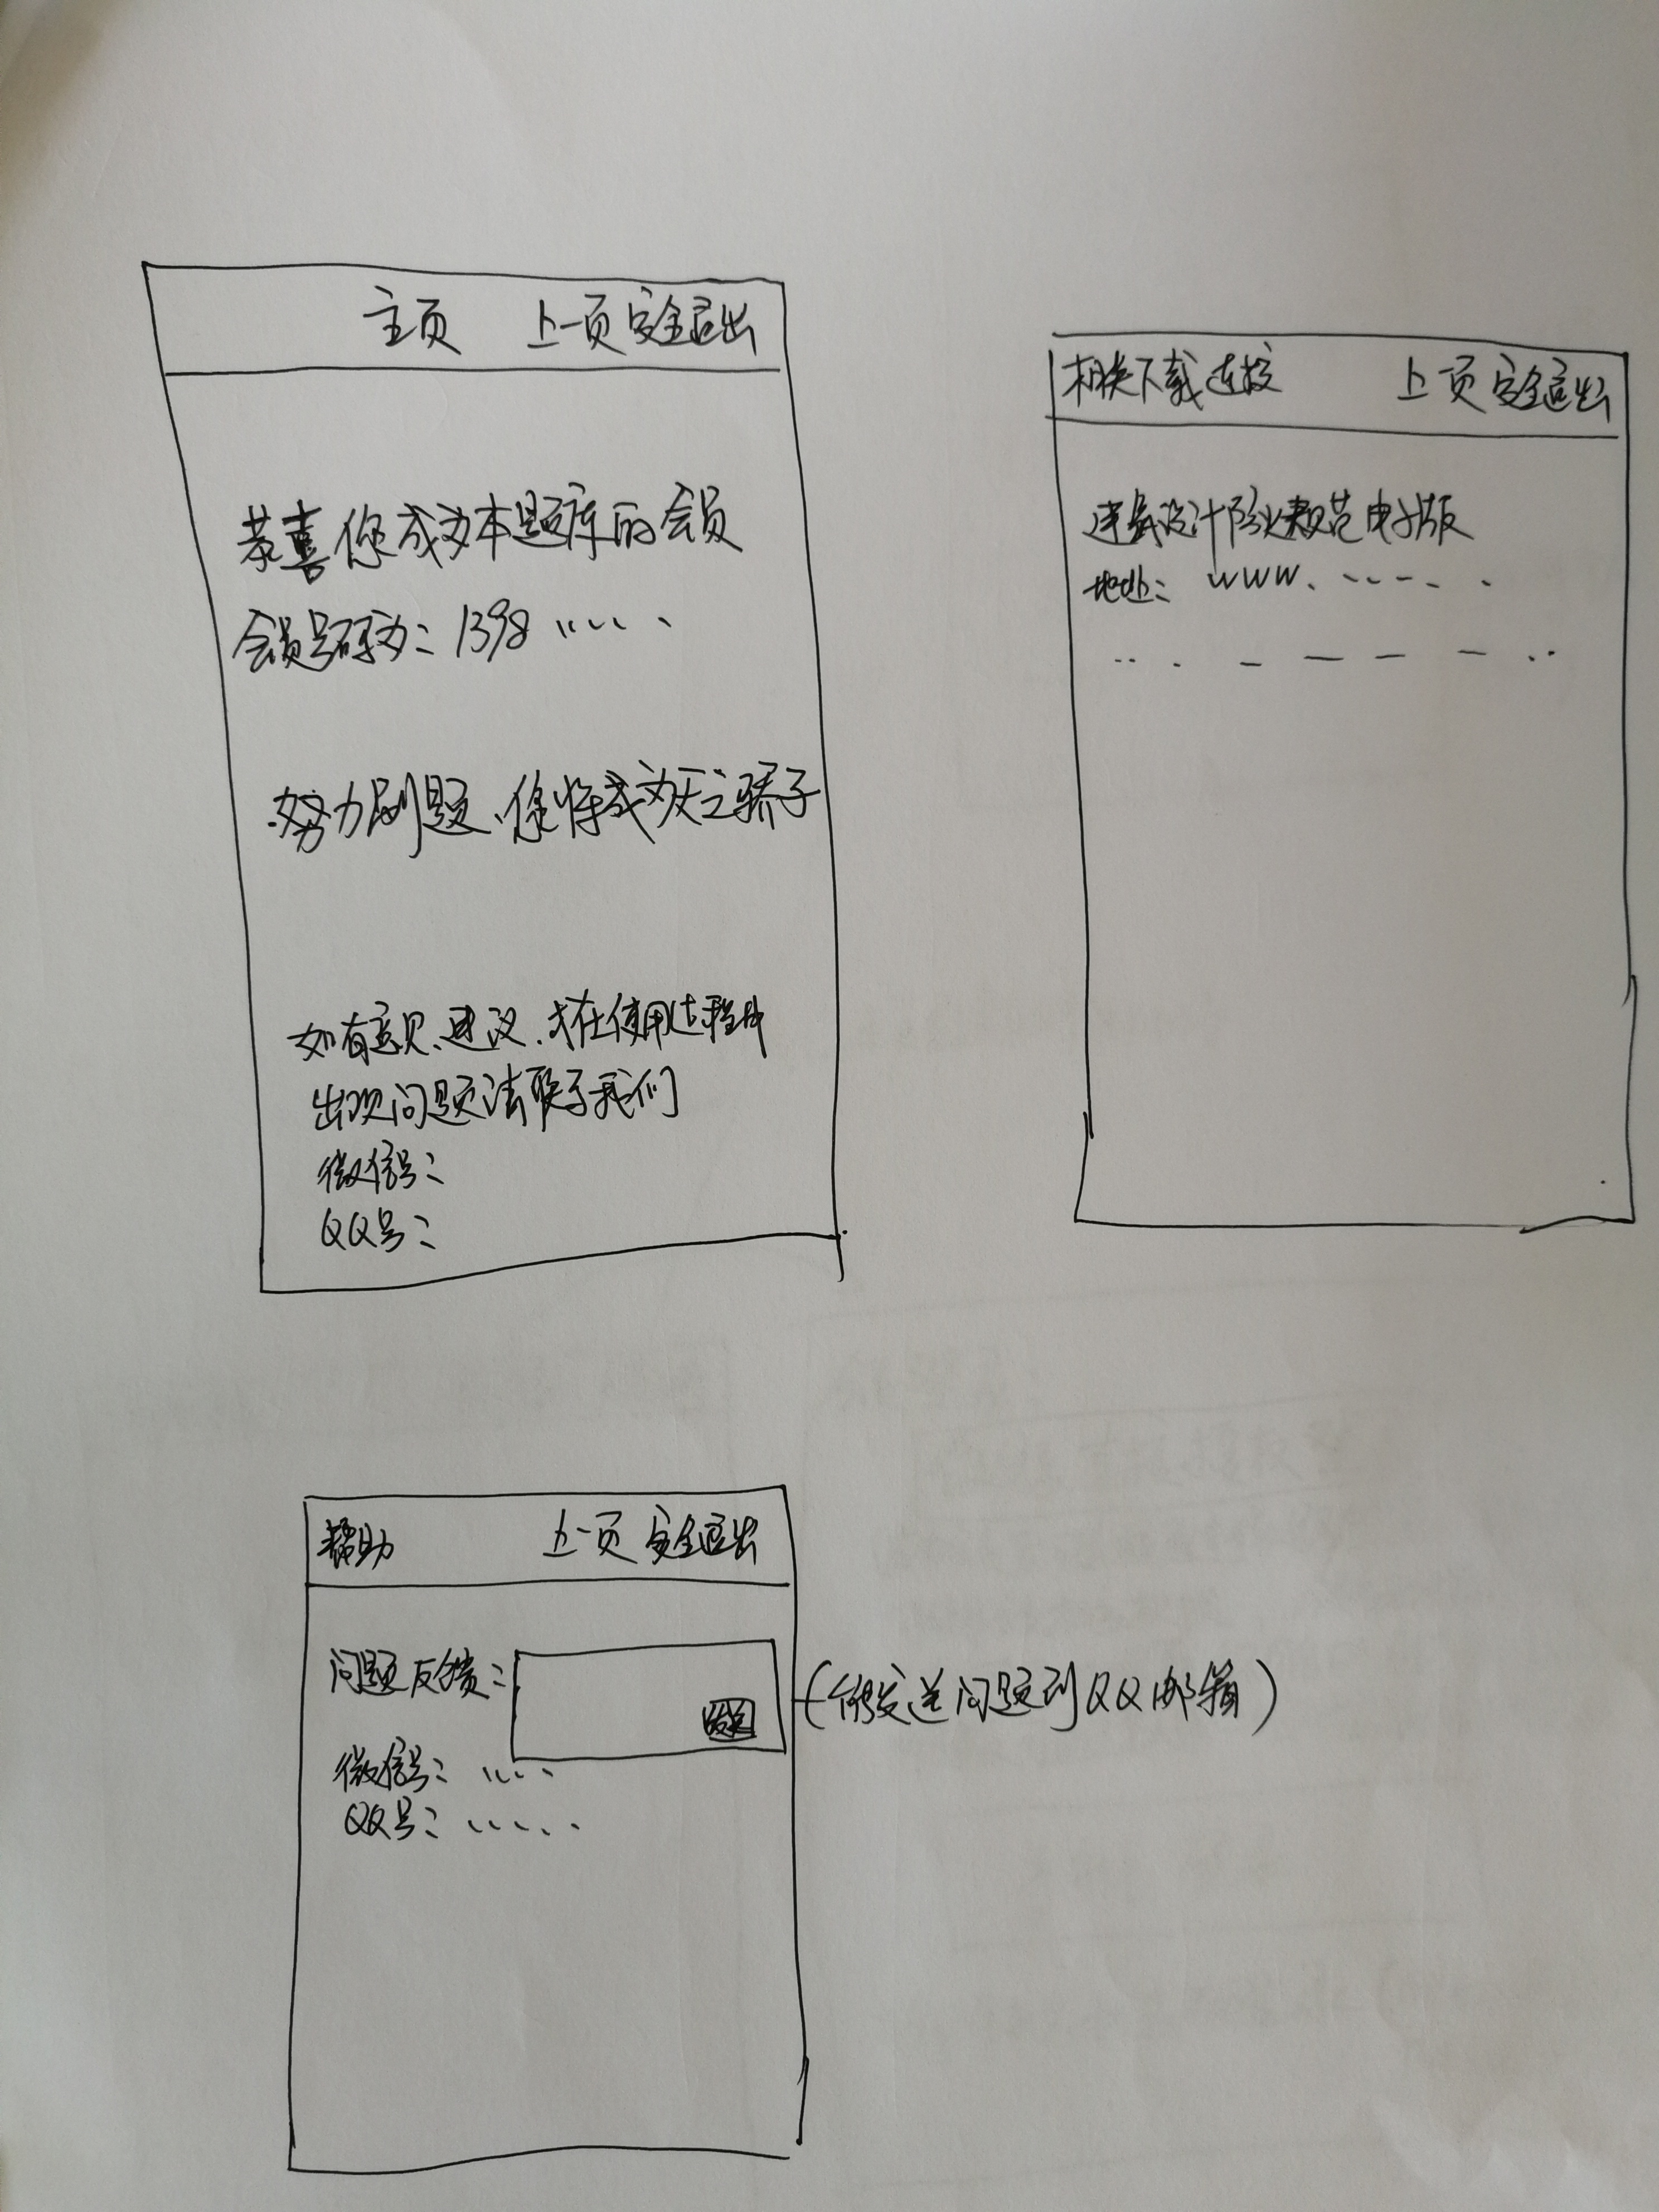 主页 上一页 安全退出
恭喜你成为本题库的会员
会员号码为：1398
努力刷题、你将成为天之骄子
如有意见、建议、或在使用过程中
出现问题请联系我们
微信号：
QQ号：
相关下载连接 上一页 安全退出
建筑设计防火规范电子版
地址：www.
帮助 上一页 安全退出
问题反馈：
发送
(能发送问题到QQ邮箱)
微信号：
QQ号：